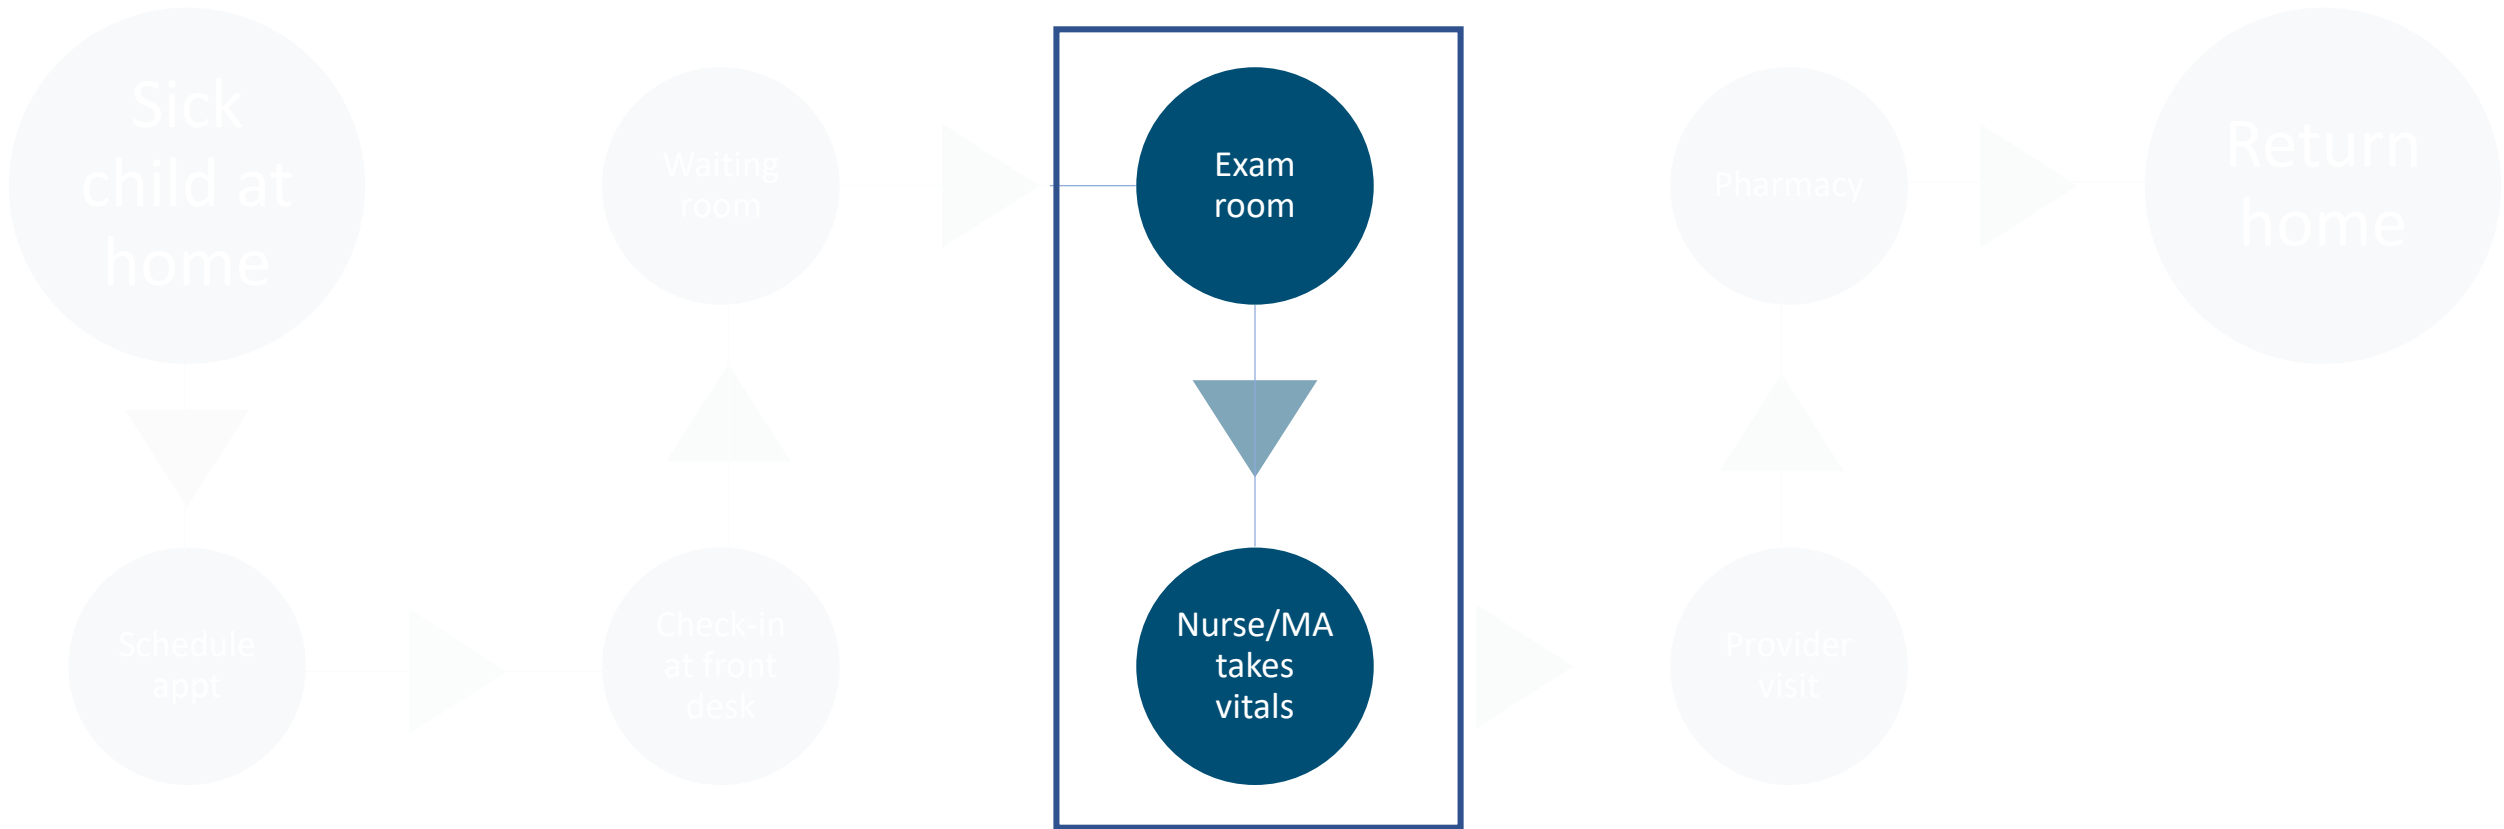 Sick
child at
home
Schedule
appt
Check-in
at front
desk
Waiting
room
Exam
room
Nurse/MA
takes
vitals
Provider
visit
Pharmacy
Return
home